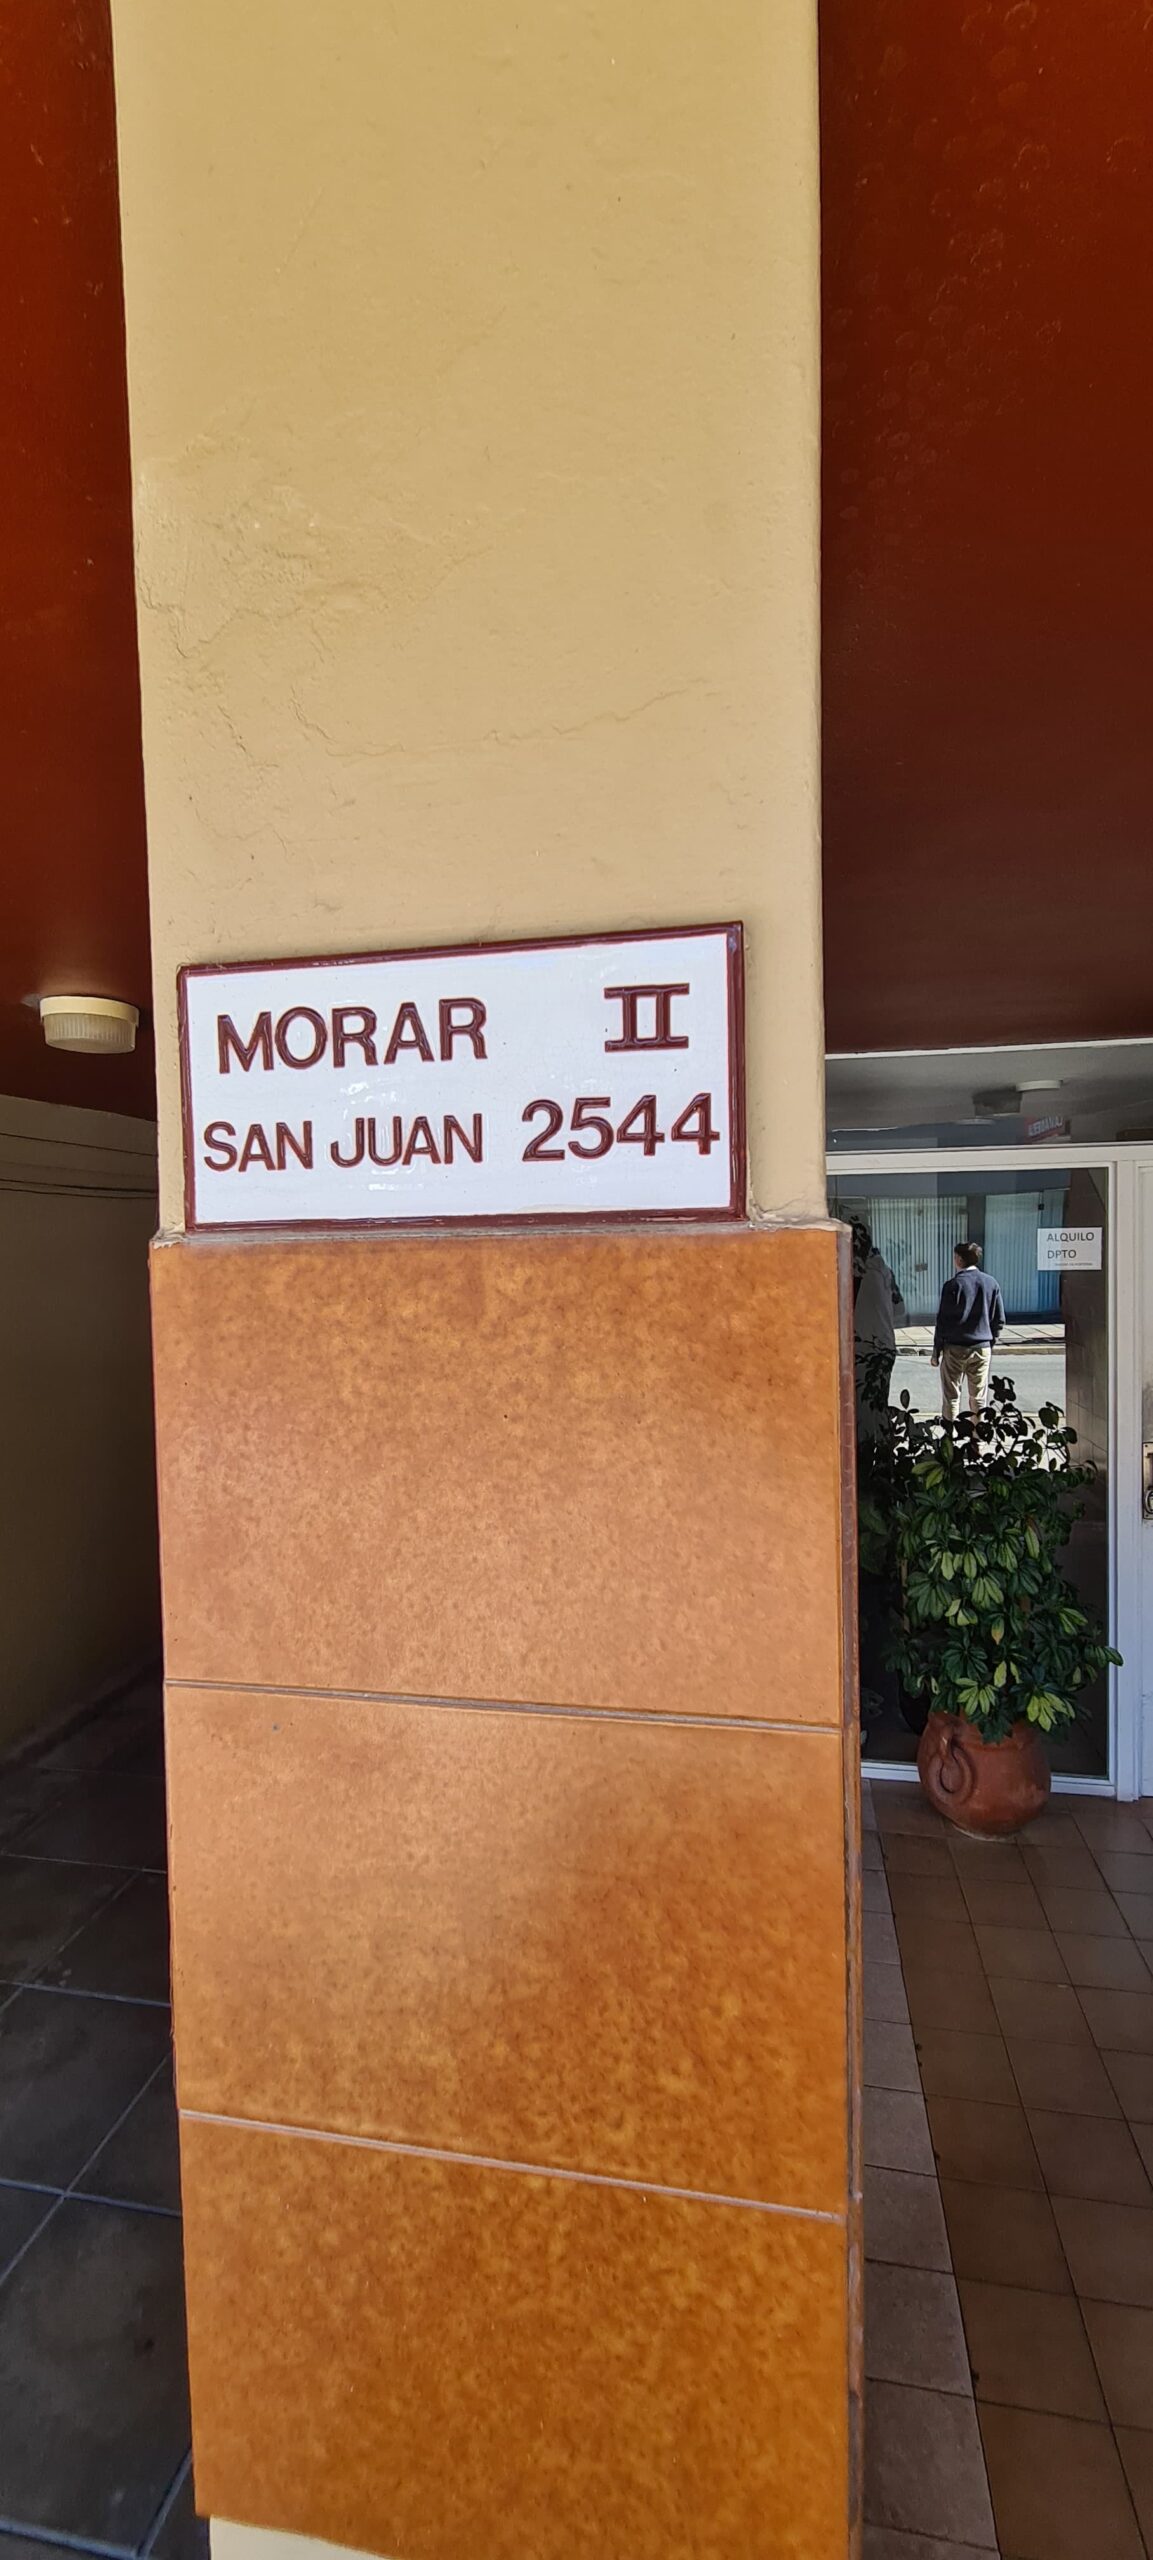 MORAR II
SAN JUAN 2544
ALQUILO
DPTO